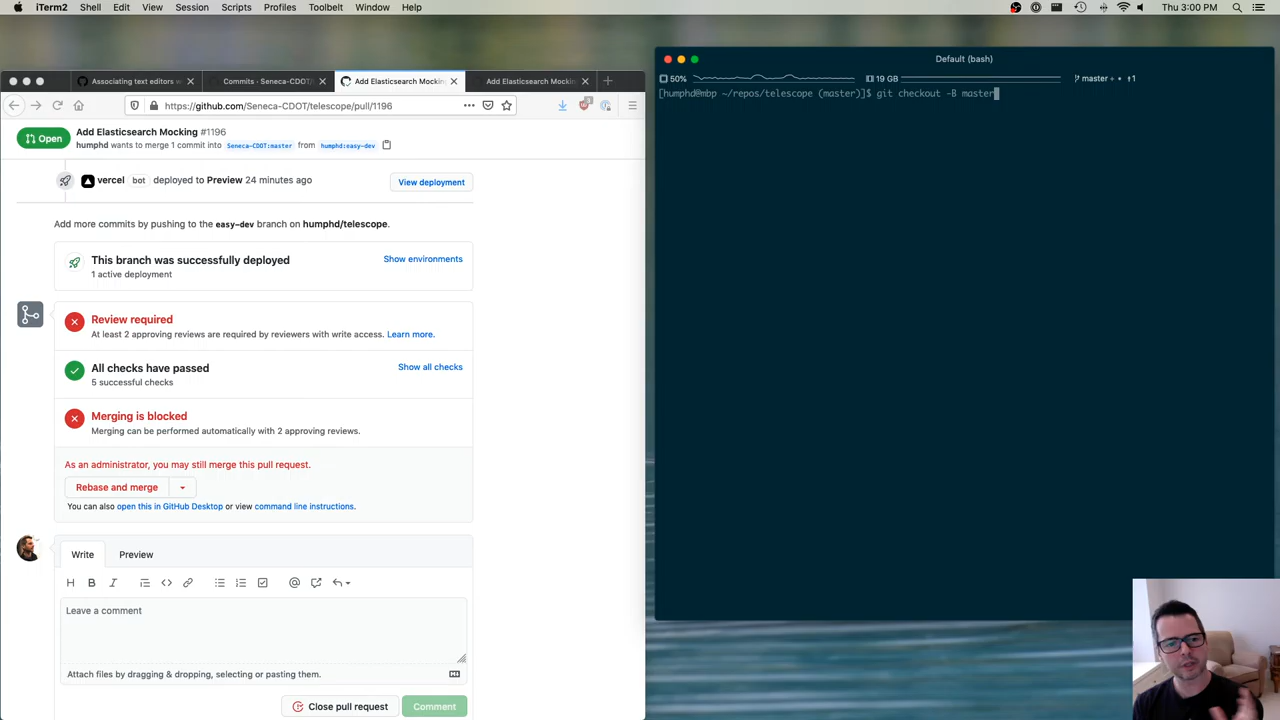 iTerm2 Shell Edit View Session Scripts Profiles Toolbelt Window Help
Thu 3:00 PM
Associating text editors w
Commits · Seneca-CDOT/
Add Elasticsearch Mocking
Add Elasticsearch Mocking
https://github.com/Seneca-CDOT/telescope/pull/1196
Open
Add Elasticsearch Mocking #1196
humphd wants to merge 1 commit into Seneca-CDOT:master from humphd:easy-dev
vercel bot deployed to Preview 24 minutes ago
View deployment
Add more commits by pushing to the easy-dev branch on humphd/telescope.
This branch was successfully deployed
1 active deployment
Show environments
Review required
At least 2 approving reviews are required by reviewers with write access. Learn more.
All checks have passed
5 successful checks
Show all checks
Merging is blocked
Merging can be performed automatically with 2 approving reviews.
As an administrator, you may still merge this pull request.
Rebase and merge
You can also open this in GitHub Desktop or view command line instructions.
Write
Preview
H B I
Leave a comment
Attach files by dragging & dropping, selecting or pasting them.
Close pull request
Comment
Default (bash)
50%
19 GB
master + • ↑1
[humphd@mbp ~/repos/telescope (master)]$ git checkout -B master